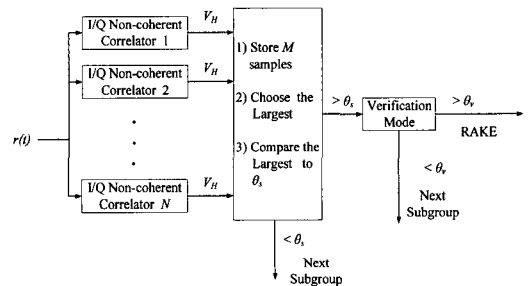 I/Q Non-coherent
Correlator 1
V_H
I/Q Non-coherent
Correlator 2
V_H
r(t)
.
.
.
I/Q Non-coherent
Correlator N
V_H
1) Store M
samples
2) Choose the
Largest
3) Compare the
Largest to
θ_s
> θ_s
Verification
Mode
> θ_v
RAKE
< θ_v
Next
Subgroup
< θ_s
Next
Subgroup